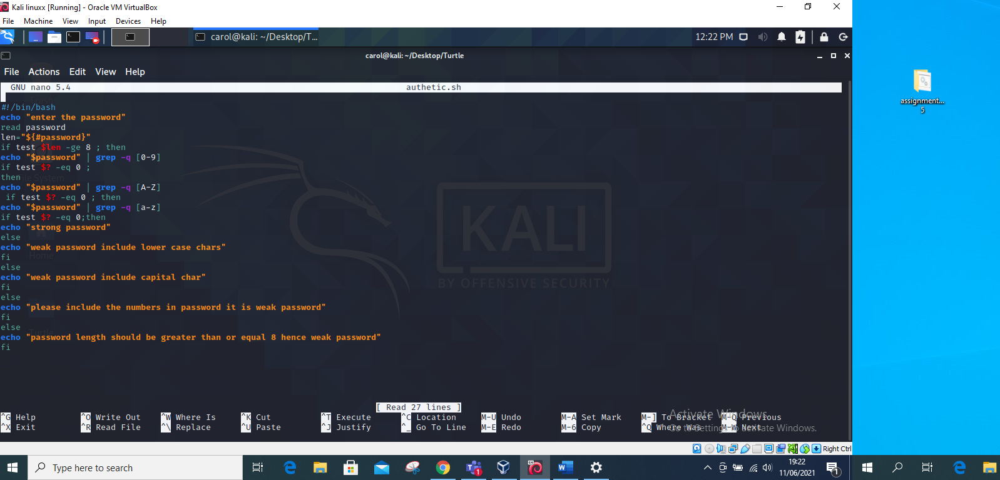 Kali linuxx [Running] - Oracle VM VirtualBox
File Machine View Input Devices Help
carol@kali: ~/Desktop/T... 12:22 PM
carol@kali: ~/Desktop/Turtle
File Actions Edit View Help
GNU nano 5.4 authetic.sh
#!/bin/bash
echo "enter the password"
read password
len="${#password}"
if test $len -ge 8 ; then
echo "$password" | grep -q [0-9]
if test $? -eq 0 ;
then
echo "$password" | grep -q [A-Z]
if test $? -eq 0 ; then
echo "$password" | grep -q [a-z]
if test $? -eq 0;then
echo "strong password"
else
echo "weak password include lower case chars"
fi
else
echo "weak password include capital char"
fi
else
echo "please include the numbers in password it is weak password"
fi
else
echo "password length should be greater than or equal 8 hence weak password"
fi
System
Home
KALI
BY OFFENSIVE SECURITY
[ Read 27 lines ]
^G Help ^O Write Out ^W Where Is ^K Cut ^T Execute ^C Location M-U Undo M-A Set Mark M-] To Bracket M-Q Previous
^X Exit ^R Read File ^\ Replace ^U Paste ^J Justify ^_ Go To Line M-E Redo M-6 Copy ^Q Where Was M-W Next
Activate Windows
Go to Settings to activate Windows.
Right Ctrl
Type here to search
64
1
19:22
11/06/2021
1
assignment...
5